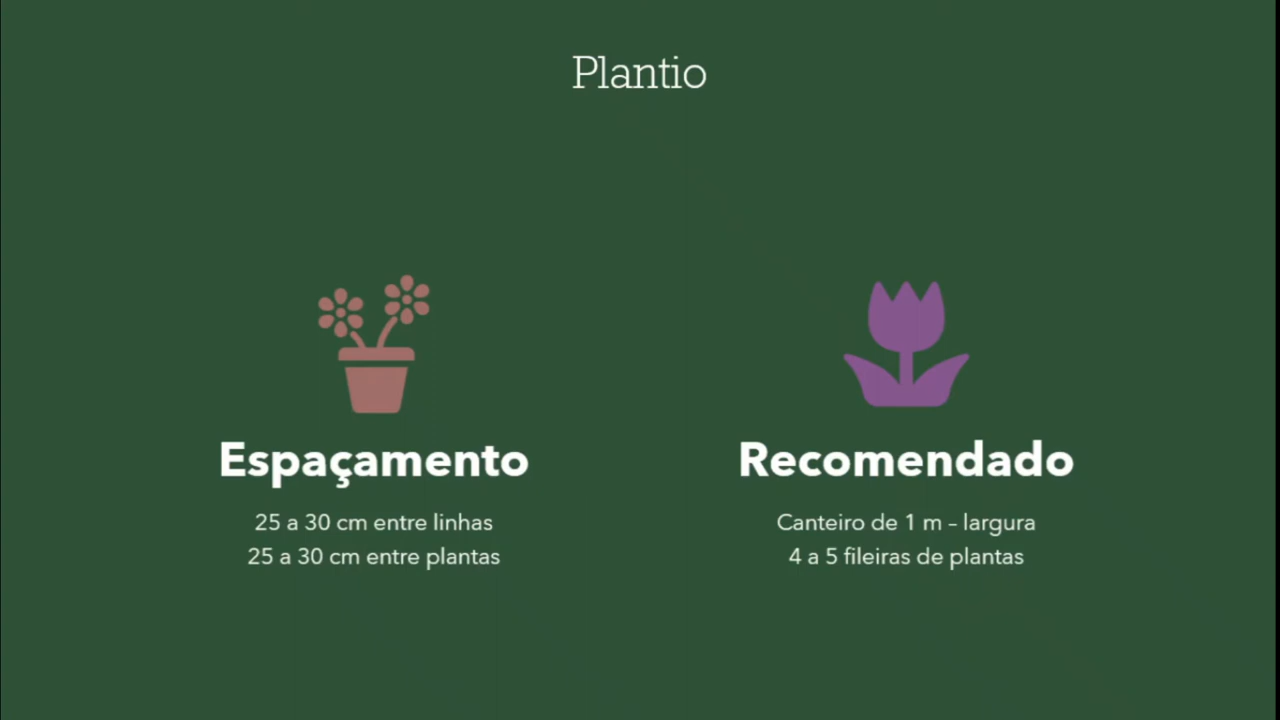 Plantio
Espaçamento
25 a 30 cm entre linhas
25 a 30 cm entre plantas
Recomendado
Canteiro de 1 m – largura
4 a 5 fileiras de plantas